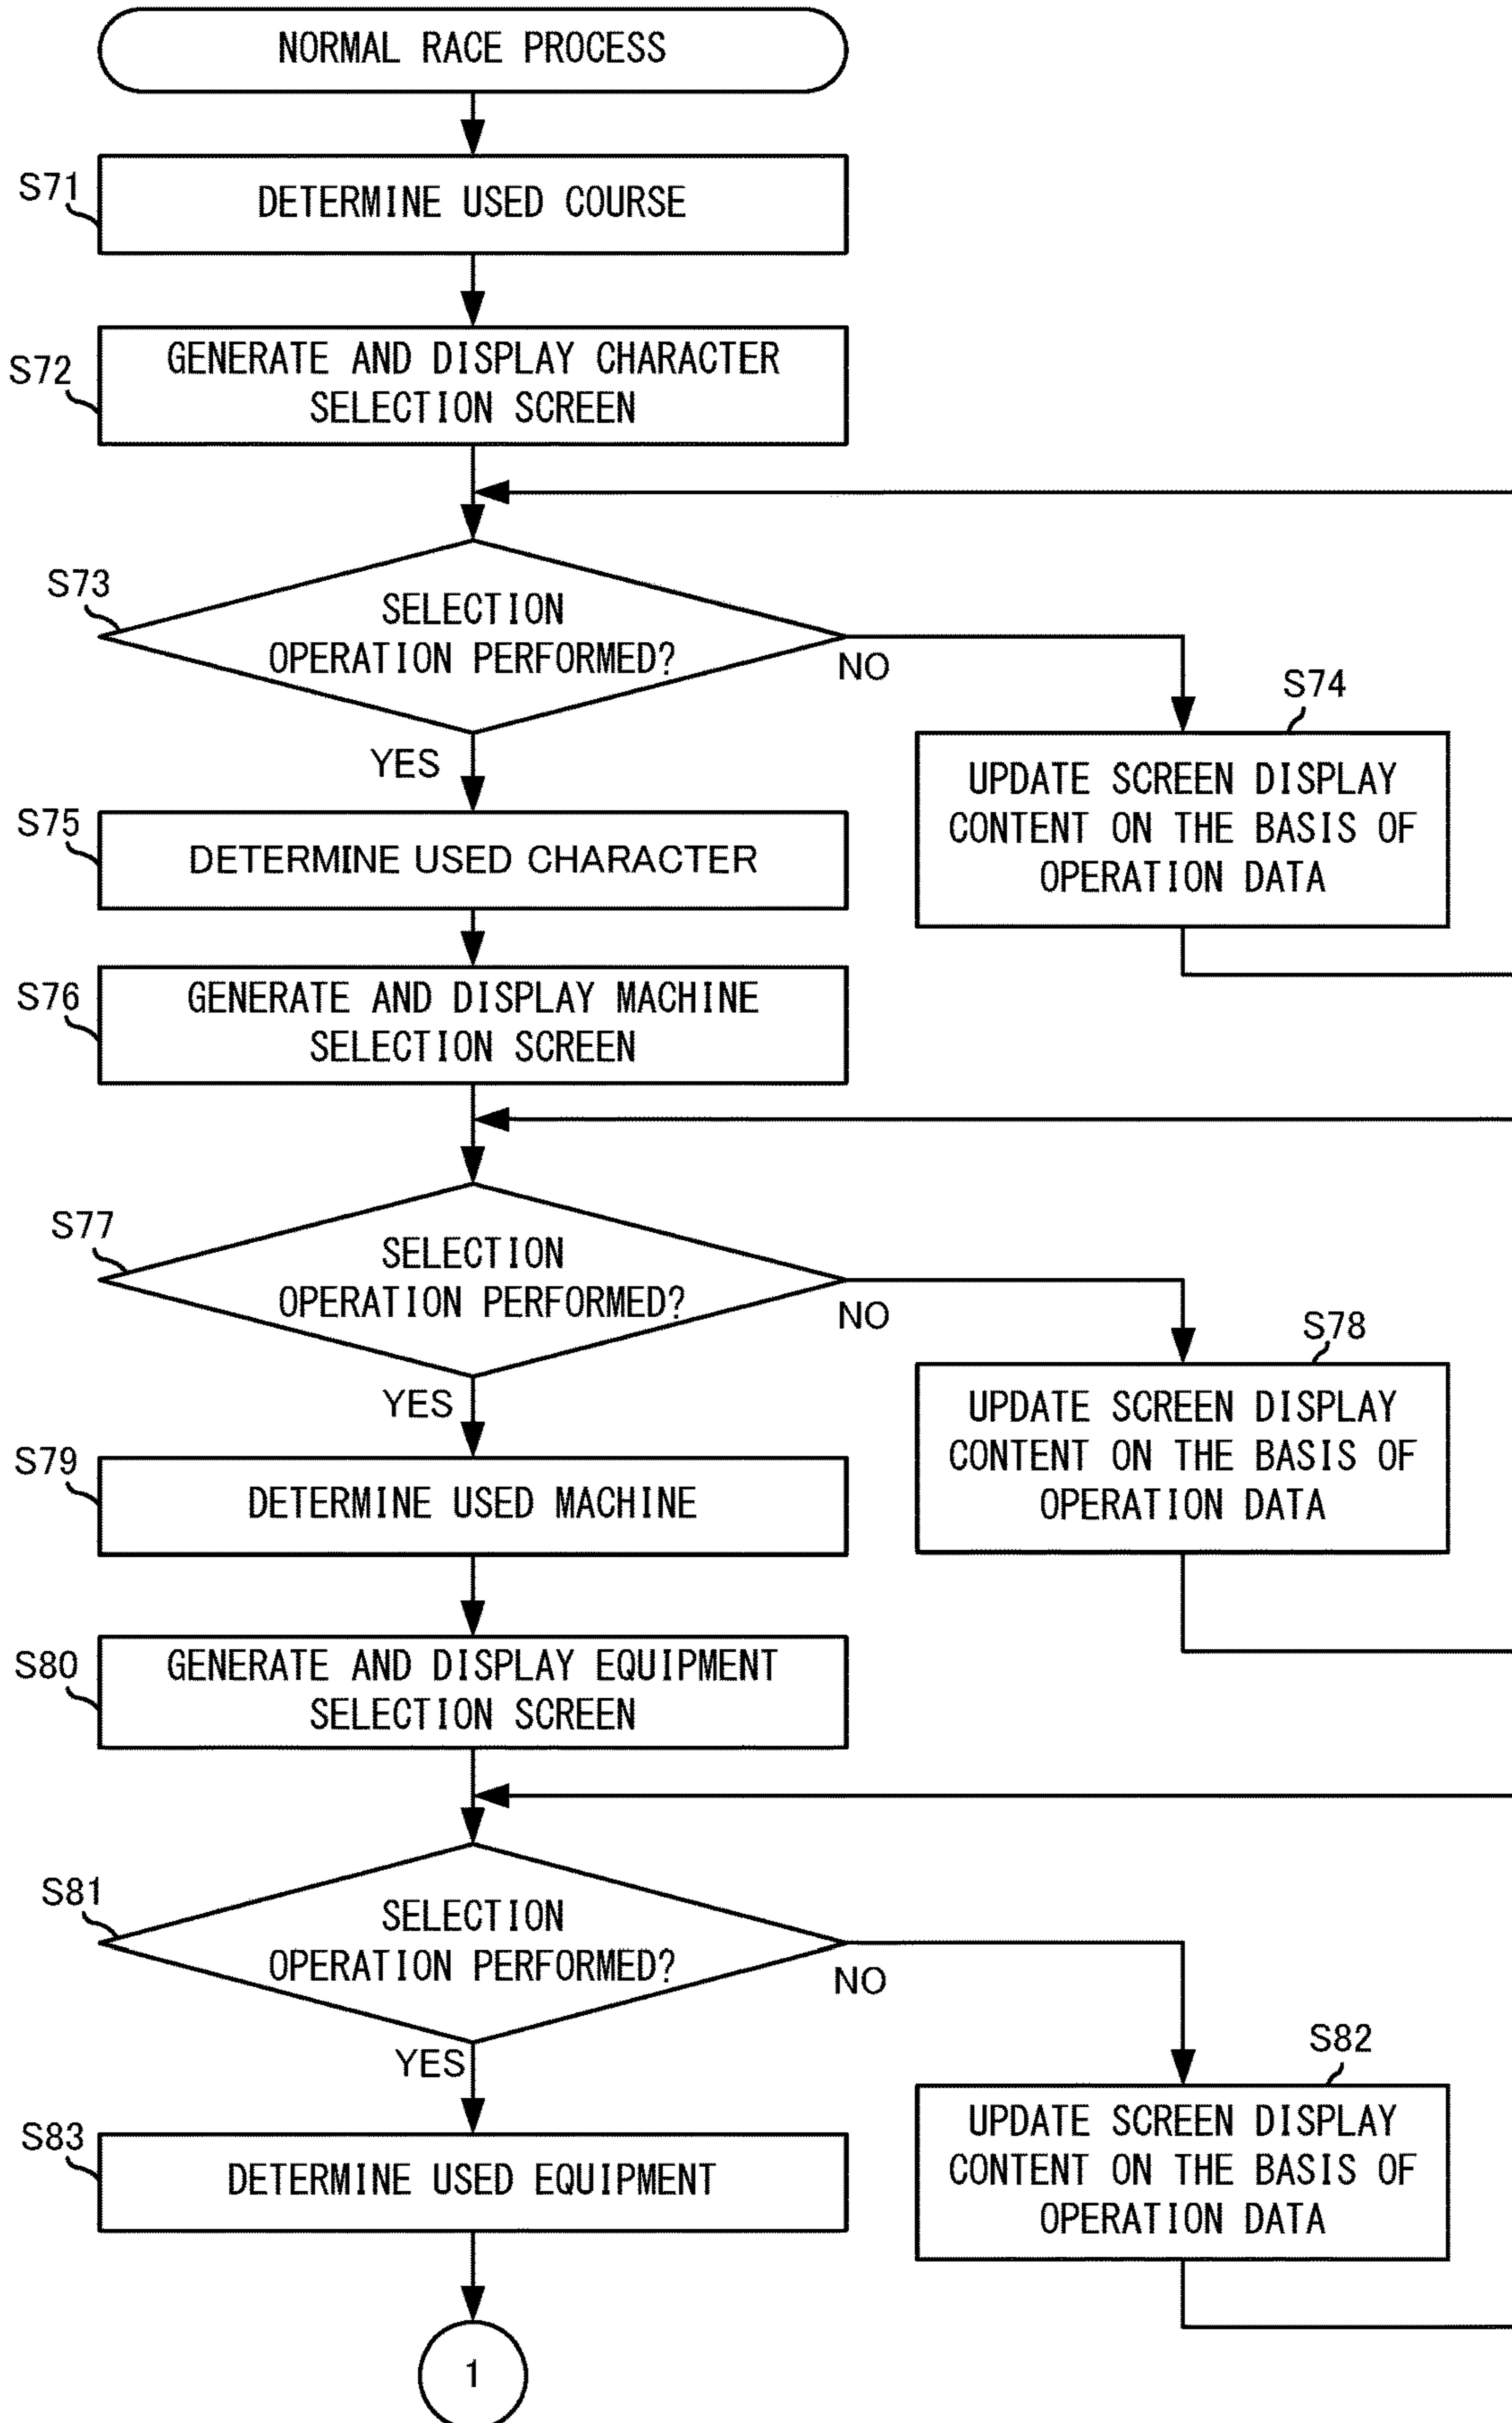 NORMAL RACE PROCESS
S71
DETERMINE USED COURSE
S72
GENERATE AND DISPLAY CHARACTER
SELECTION SCREEN
S73
SELECTION
OPERATION PERFORMED?
NO
YES
S74
UPDATE SCREEN DISPLAY
CONTENT ON THE BASIS OF
OPERATION DATA
S75
DETERMINE USED CHARACTER
S76
GENERATE AND DISPLAY MACHINE
SELECTION SCREEN
S77
SELECTION
OPERATION PERFORMED?
NO
YES
S78
UPDATE SCREEN DISPLAY
CONTENT ON THE BASIS OF
OPERATION DATA
S79
DETERMINE USED MACHINE
S80
GENERATE AND DISPLAY EQUIPMENT
SELECTION SCREEN
S81
SELECTION
OPERATION PERFORMED?
NO
YES
S82
UPDATE SCREEN DISPLAY
CONTENT ON THE BASIS OF
OPERATION DATA
S83
DETERMINE USED EQUIPMENT
1